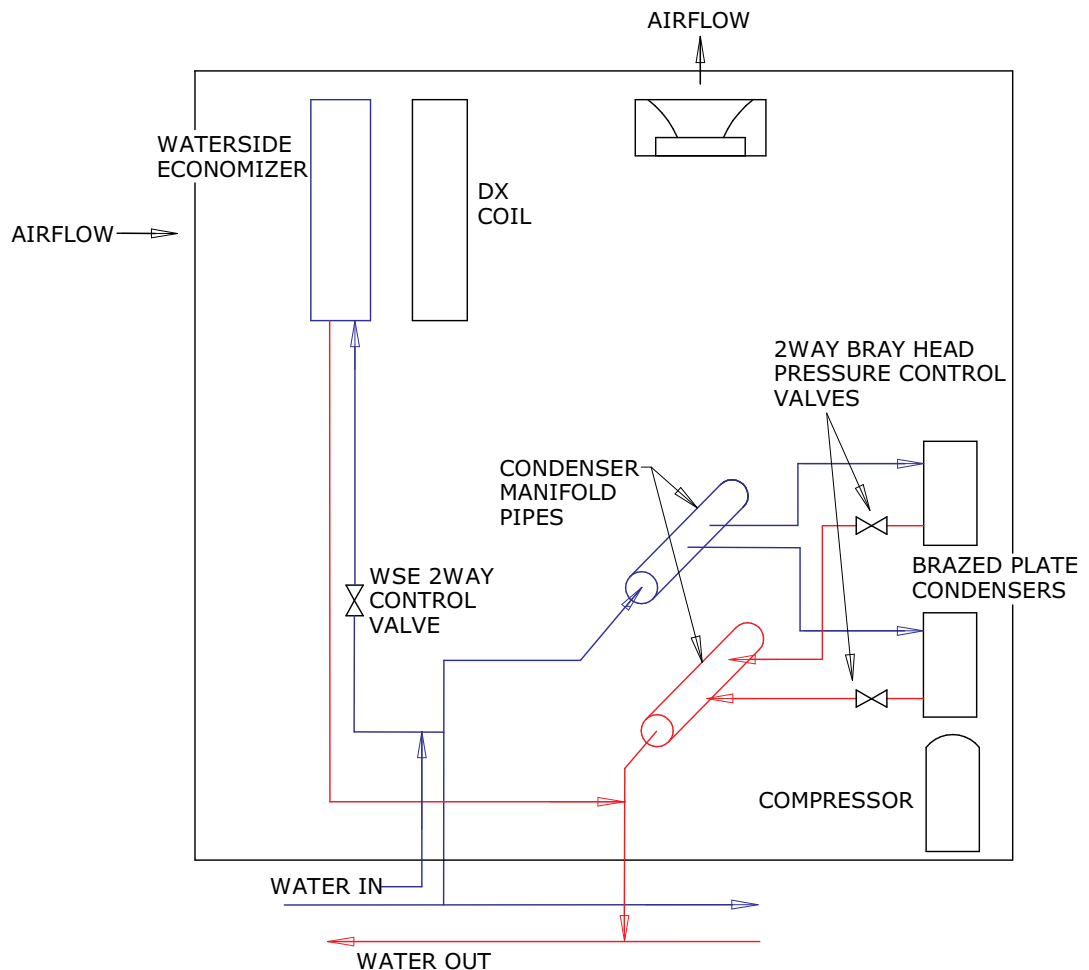 AIRFLOW
WATERSIDE
ECONOMIZER
DX
COIL
AIRFLOW
2WAY BRAY HEAD
PRESSURE CONTROL
VALVES
CONDENSER
MANIFOLD
PIPES
WSE 2WAY
CONTROL
VALVE
BRAZED PLATE
CONDENSERS
COMPRESSOR
WATER IN
WATER OUT